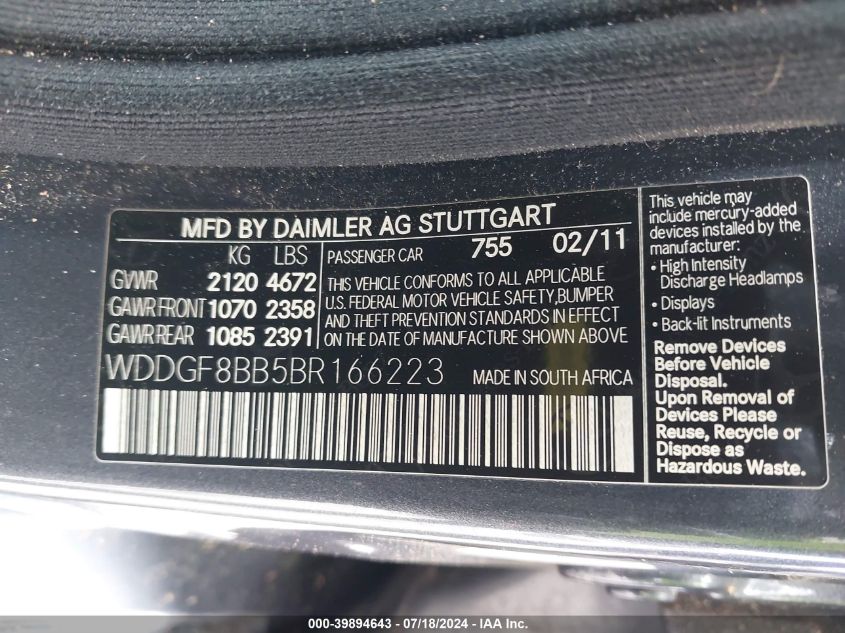 MFD BY DAIMLER AG STUTTGART
KG LBS
GVWR 2120 4672
GAWR FRONT 1070 2358
GAWR REAR 1085 2391
PASSENGER CAR 755 02/11
THIS VEHICLE CONFORMS TO ALL APPLICABLE
U.S. FEDERAL MOTOR VEHICLE SAFETY,BUMPER
AND THEFT PREVENTION STANDARDS IN EFFECT
ON THE DATE OF MANUFACTURE SHOWN ABOVE
WDDGF8BB5BR166223 MADE IN SOUTH AFRICA
This vehicle may
include mercury-added
devices installed by the
manufacturer:
• High Intensity
Discharge Headlamps
• Displays
• Back-lit Instruments
Remove Devices
Before Vehicle
Disposal.
Upon Removal of
Devices Please
Reuse, Recycle or
Dispose as
Hazardous Waste.
000-39894643 / 07/18/2024 - IAA Inc.